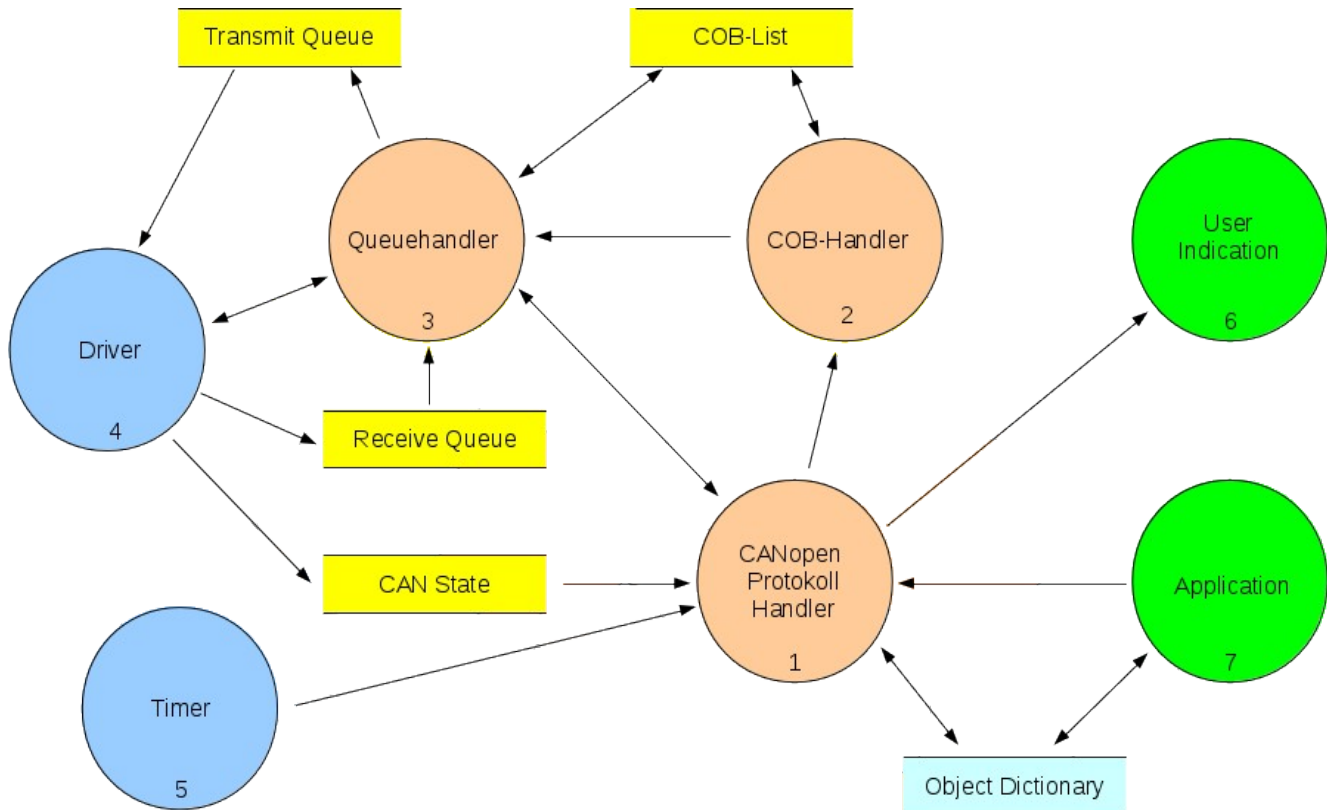 Transmit Queue
COB-List
Queuehandler
3
COB-Handler
2
User
Indication
6
Driver
4
Receive Queue
CAN State
CANopen
Protokoll
Handler
1
Application
7
Timer
5
Object Dictionary